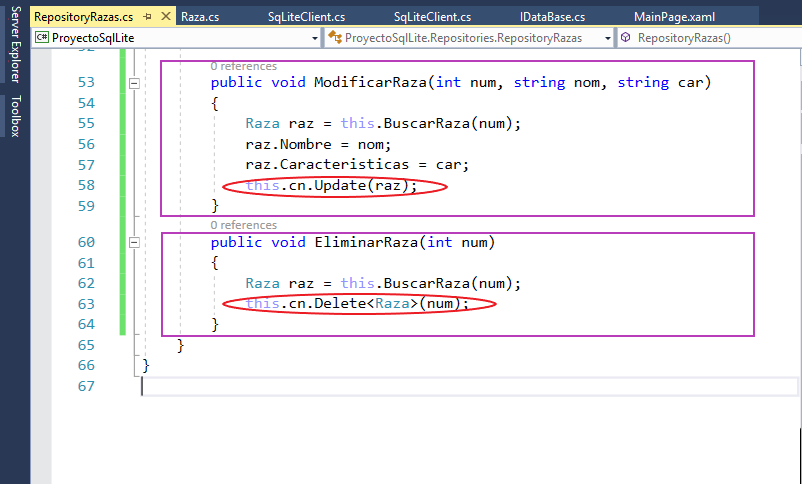 RepositoryRazas.cs Raza.cs SqLiteClient.cs SqLiteClient.cs IDataBase.cs MainPage.xaml
C# ProyectoSqlLite ProyectoSqlLite.Repositories.RepositoryRazas RepositoryRazas()
Server Explorer
Toolbox
52
0 references
53 public void ModificarRaza(int num, string nom, string car)
54 {
55 Raza raz = this.BuscarRaza(num);
56 raz.Nombre = nom;
57 raz.Caracteristicas = car;
58 this.cn.Update(raz);
59 }
0 references
60 public void EliminarRaza(int num)
61 {
62 Raza raz = this.BuscarRaza(num);
63 this.cn.Delete<Raza>(num);
64 }
65 }
66 }
67